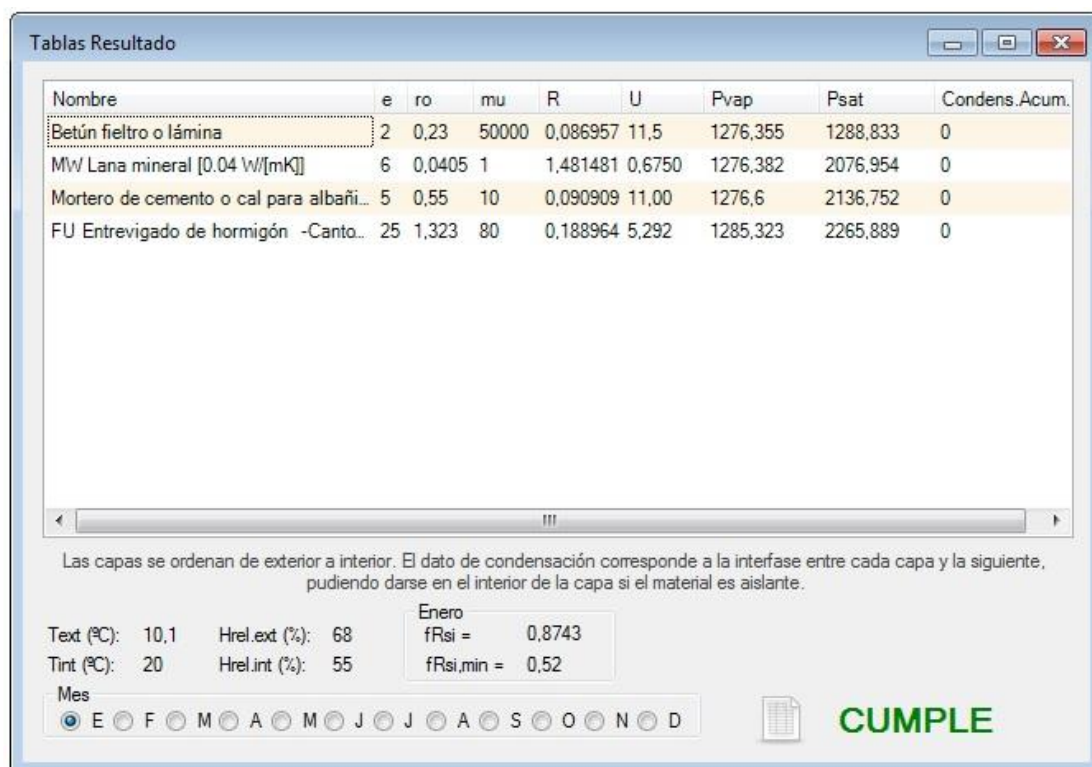 Tablas Resultado
Nombre e ro mu R U Pvap Psat Condens.Acum.
Betún fieltro o lámina 2 0,23 50000 0,086957 11,5 1276,355 1288,833 0
MW Lana mineral [0.04 W/[mK]] 6 0,0405 1 1,481481 0,6750 1276,382 2076,954 0
Mortero de cemento o cal para albañi... 5 0,55 10 0,090909 11,00 1276,6 2136,752 0
FU Entrevigado de hormigón -Canto... 25 1,323 80 0,188964 5,292 1285,323 2265,889 0
Las capas se ordenan de exterior a interior. El dato de condensación corresponde a la interfase entre cada capa y la siguiente,
pudiendo darse en el interior de la capa si el material es aislante.
Enero
Text (ºC): 10,1 Hrel.ext (%): 68 fRsi = 0,8743
Tint (ºC): 20 Hrel.int (%): 55 fRsi,min = 0,52
Mes
E F M A M J J A S O N D
CUMPLE